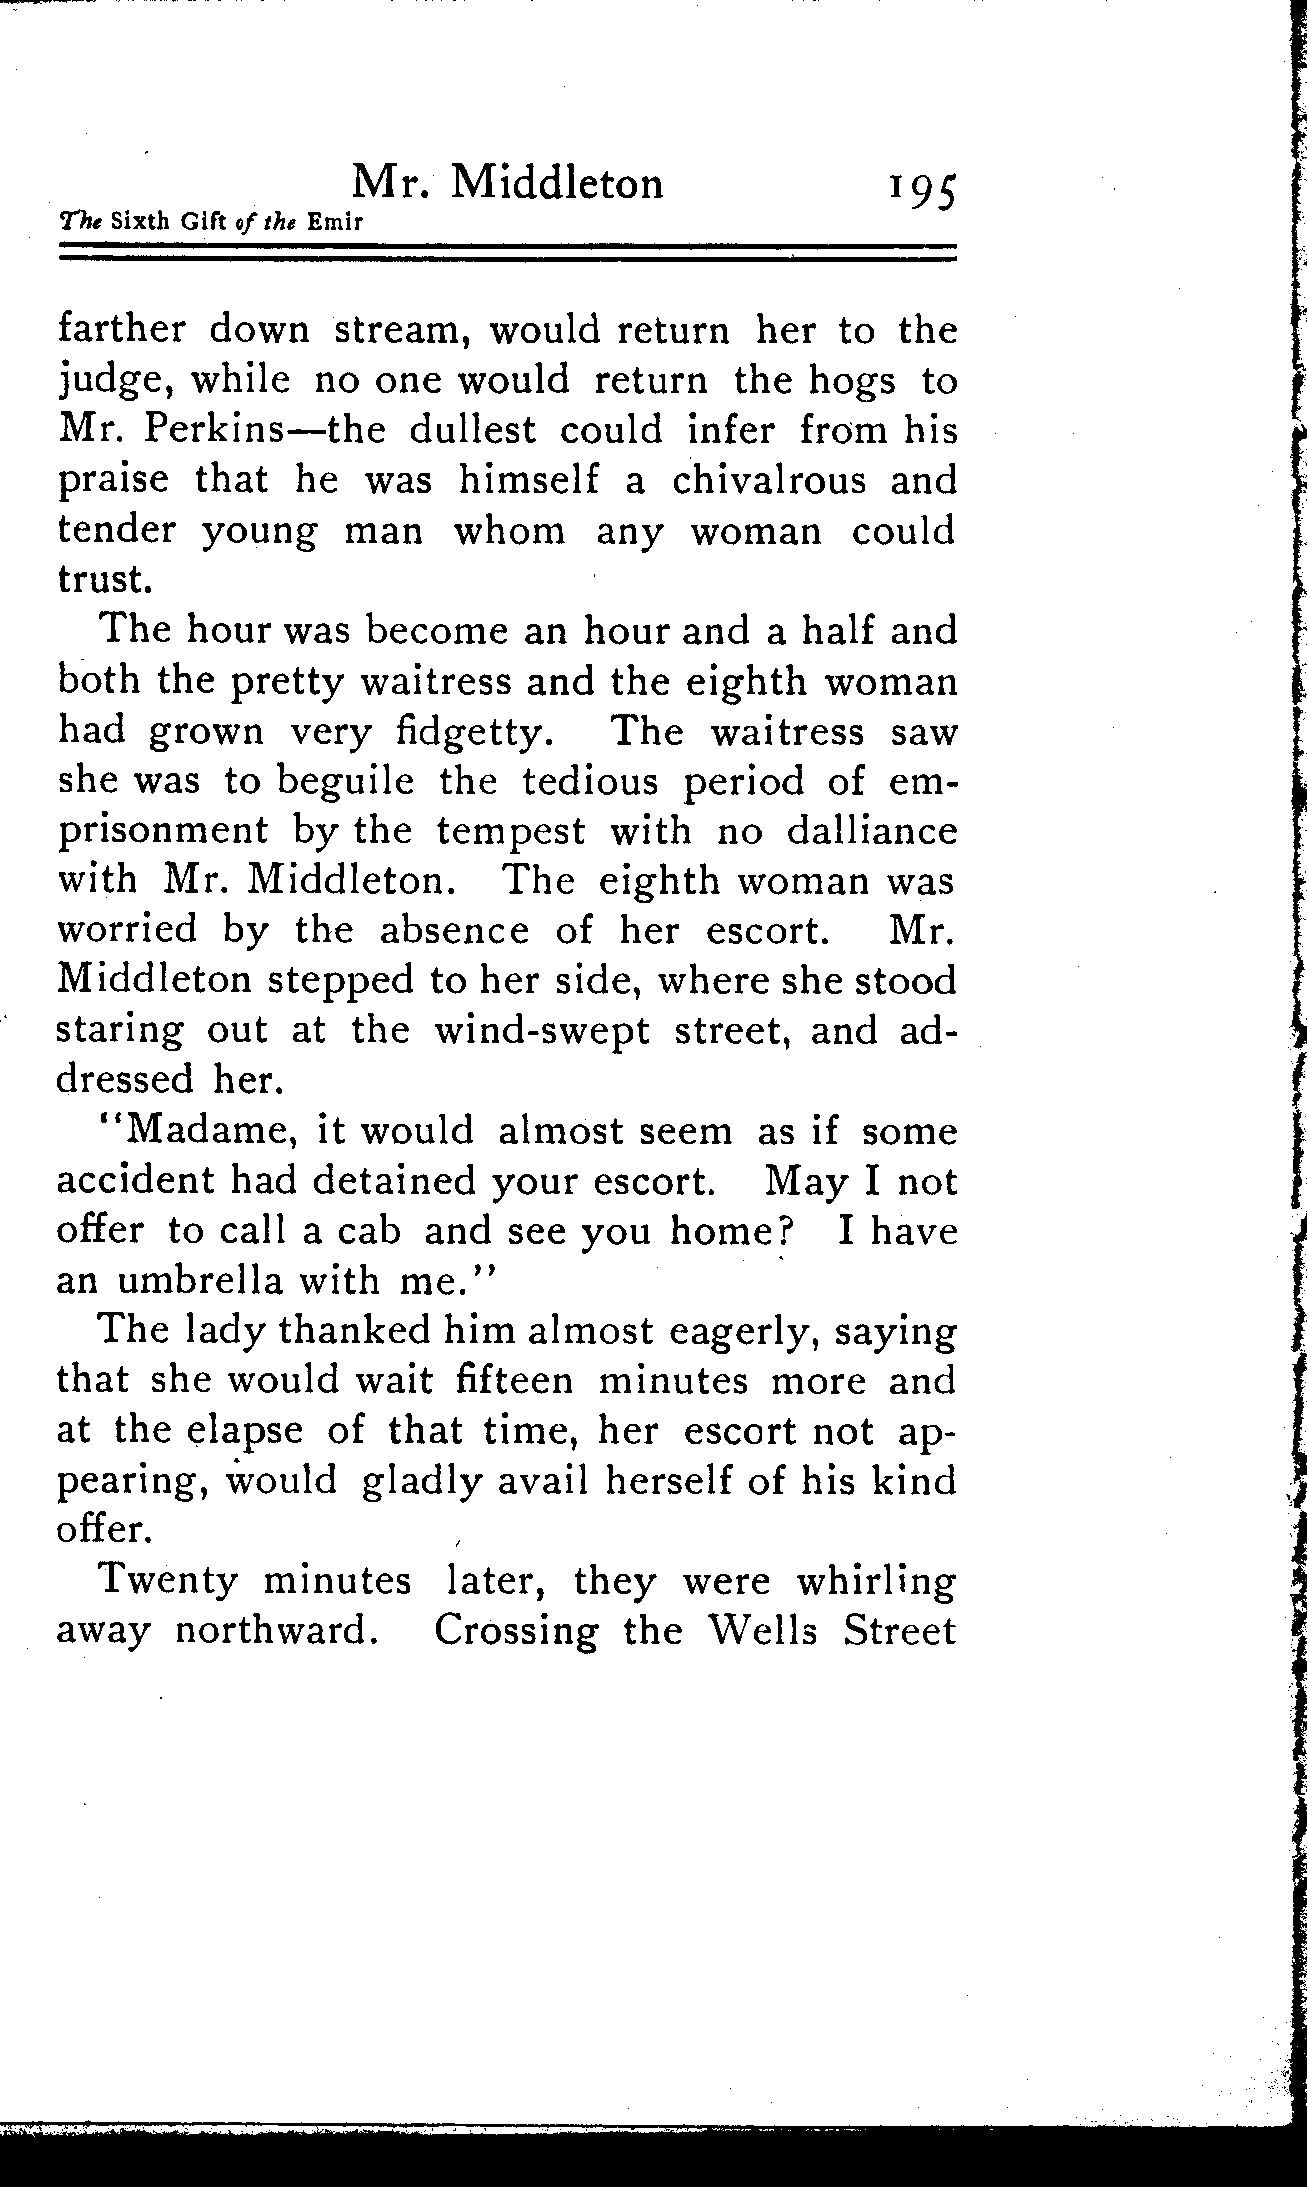 Mr. Middleton 195
The Sixth Gift of the Emir
farther down stream, would return her to the
judge, while no one would return the hogs to
Mr. Perkins—the dullest could infer from his
praise that he was himself a chivalrous and
tender young man whom any woman could
trust.
The hour was become an hour and a half and
both the pretty waitress and the eighth woman
had grown very fidgetty. The waitress saw
she was to beguile the tedious period of em-
prisonment by the tempest with no dalliance
with Mr. Middleton. The eighth woman was
worried by the absence of her escort. Mr.
Middleton stepped to her side, where she stood
staring out at the wind-swept street, and ad-
dressed her.
"Madame, it would almost seem as if some
accident had detained your escort. May I not
offer to call a cab and see you home? I have
an umbrella with me."
The lady thanked him almost eagerly, saying
that she would wait fifteen minutes more and
at the elapse of that time, her escort not ap-
pearing, would gladly avail herself of his kind
offer.
Twenty minutes later, they were whirling
away northward. Crossing the Wells Street